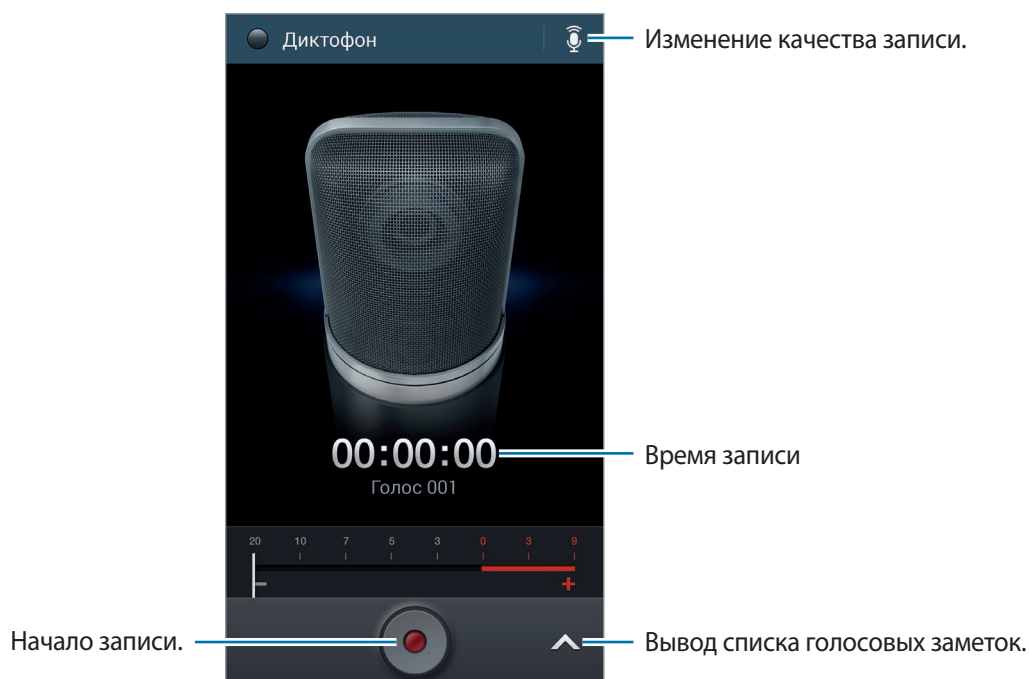 Диктофон
Изменение качества записи.
00:00:00
Время записи
Голос 001
20 10 7 5 3 0 3 9
− +
Начало записи.
Вывод списка голосовых заметок.